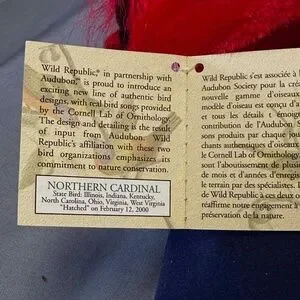 Wild Republic,® in partnership with
Audubon,® is proud to introduce an
exciting new line of authentic bird
designs, with real bird songs provided
by the Cornell Lab of Ornithology.
The design and detailing is the result
of input from Audubon. Wild
Republic's affiliation with these two
bird organizations emphasizes its
commitment to nature conservation.
NORTHERN CARDINAL
State Bird: Illinois, Indiana, Kentucky,
North Carolina, Ohio, Virginia, West Virginia
"Hatched" on February 12, 2000
Wild Republic s'est associée à
Audubon Society pour la créa
nouvelle gamme d'oiseaux
modèle d'oiseau est conçu d'a
et tous les détails é témoig
contribution de l'Audubon S
sons produits par chaque jou
chants authentiques d'oiseaux
le Cornell Lab of Ornithology
sont l'aboutissement de plusieu
de mois et d'années d'enregis
le terrain par des spécialistes.
de Wild Republic à ces deux o
réaffirme notre engagement
préservation de la nature.